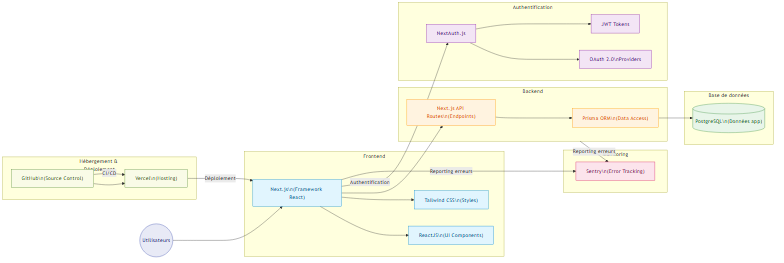 Authentification
NextAuth.js
JWT Tokens
OAuth 2.0\nProviders
Backend
Next.js API
Routes\n(Endpoints)
Prisma ORM\n(Data Access)
Base de données
PostgreSQL\n(Données app)
Hébergement &
Déploiement
GitHub\n(Source Control)
CI/CD
Vercel\n(Hosting)
Déploiement
Frontend
Next.js\n(Framework
React)
Authentification
Reporting erreurs
Tailwind CSS\n(Styles)
ReactJS\n(UI Components)
Reporting erreurs
Sentry\n(Error Tracking)
Utilisateurs